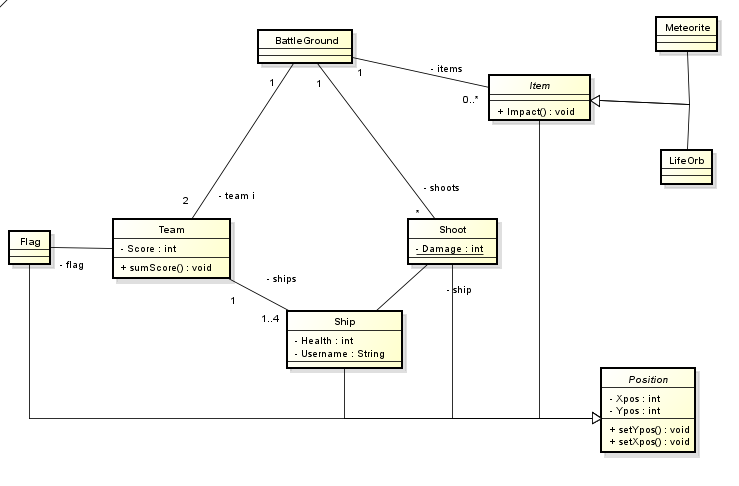 Meteorite
BattleGround
1
1
1
- items
Item
0..*
+ Impact() : void
LifeOrb
2
- team i
- shoots
*
Flag
- flag
Team
- Score : int
+ sumScore() : void
Shoot
- Damage : int
- ships
1
1..4
- ship
Ship
- Health : int
- Username : String
Position
- Xpos : int
- Ypos : int
+ setYpos() : void
+ setXpos() : void